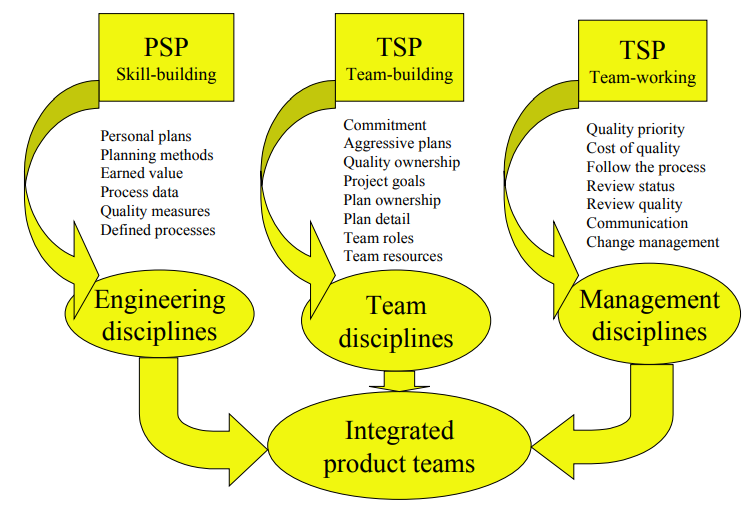 PSP
Skill-building
Personal plans
Planning methods
Earned value
Process data
Quality measures
Defined processes
Engineering
disciplines
TSP
Team-building
Commitment
Aggressive plans
Quality ownership
Project goals
Plan ownership
Plan detail
Team roles
Team resources
Team
disciplines
TSP
Team-working
Quality priority
Cost of quality
Follow the process
Review status
Review quality
Communication
Change management
Management
disciplines
Integrated
product teams